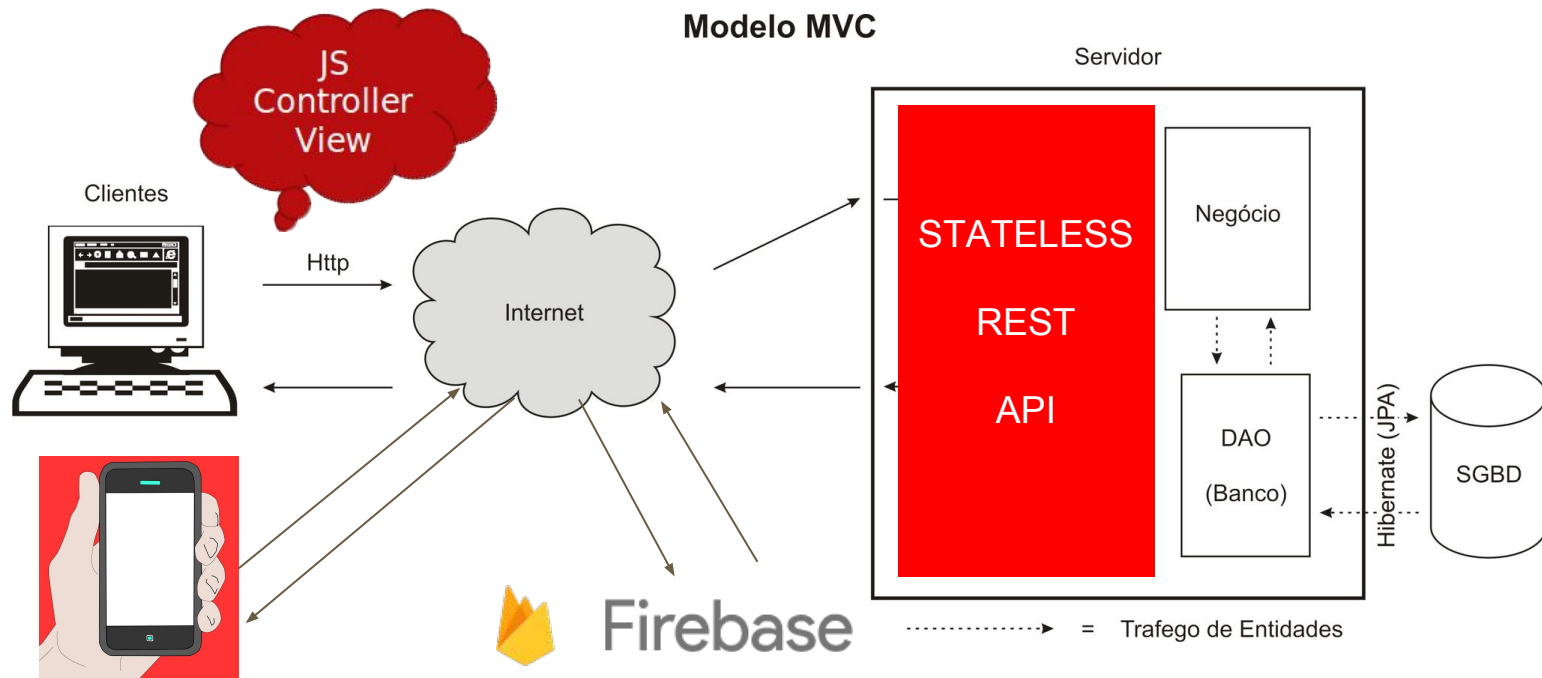 Modelo MVC
JS
Controller
View
Servidor
Clientes
Http
Internet
STATELESS
REST
API
Negócio
DAO
(Banco)
Hibernate (JPA)
SGBD
Firebase
= Trafego de Entidades